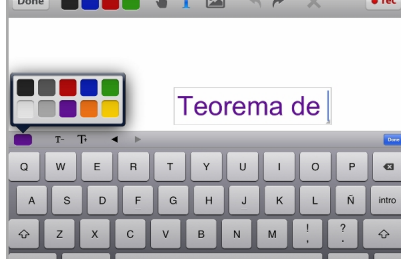 Done rec
Teorema de
T- T+ Done
Q W E R T Y U I O P
A S D F G H J K L Ñ intro
Z X C V B N M ! , ? .